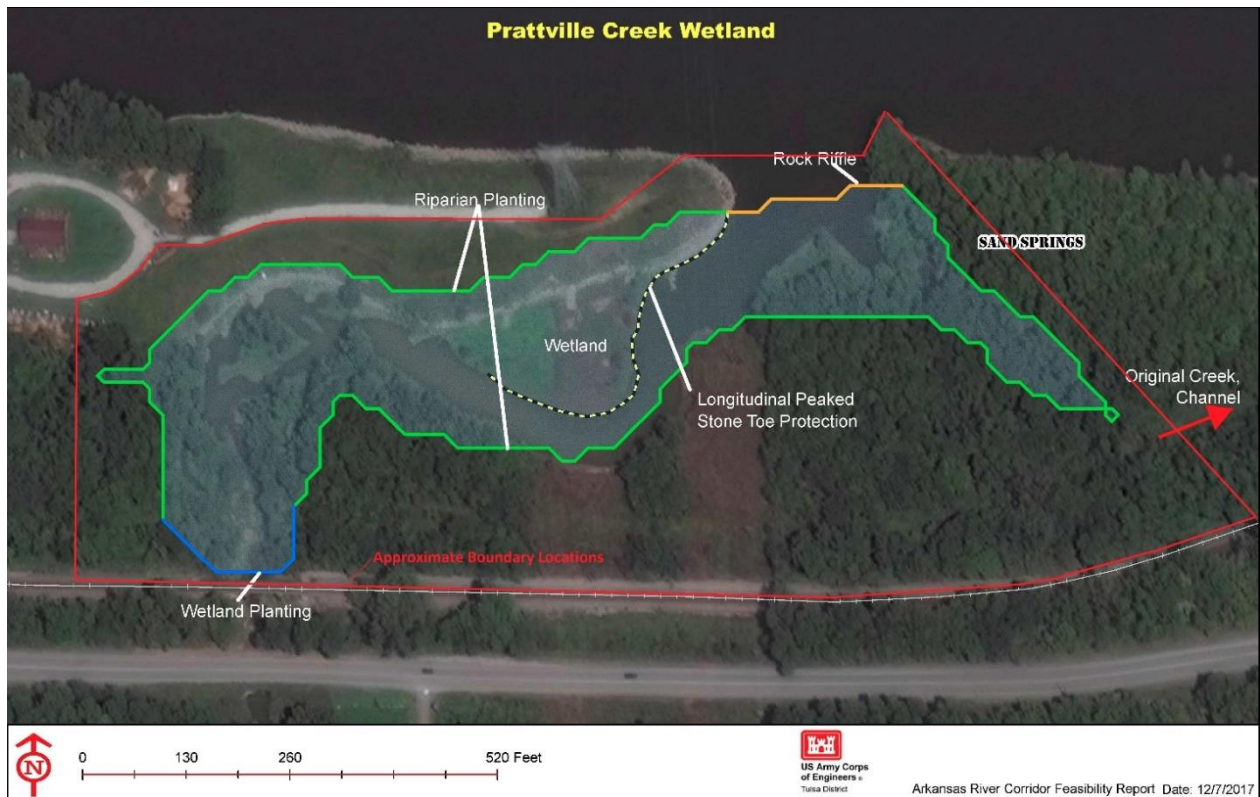 Prattville Creek Wetland
Rock Riffle
Riparian Planting
SAND SPRINGS
Wetland
Original Creek,
Channel
Longitudinal Peaked
Stone Toe Protection
Approximate Boundary Locations
Wetland Planting
N
0 130 260 520 Feet
US Army Corps
of Engineers ®
Tulsa District
Arkansas River Corridor Feasibility Report Date: 12/7/2017